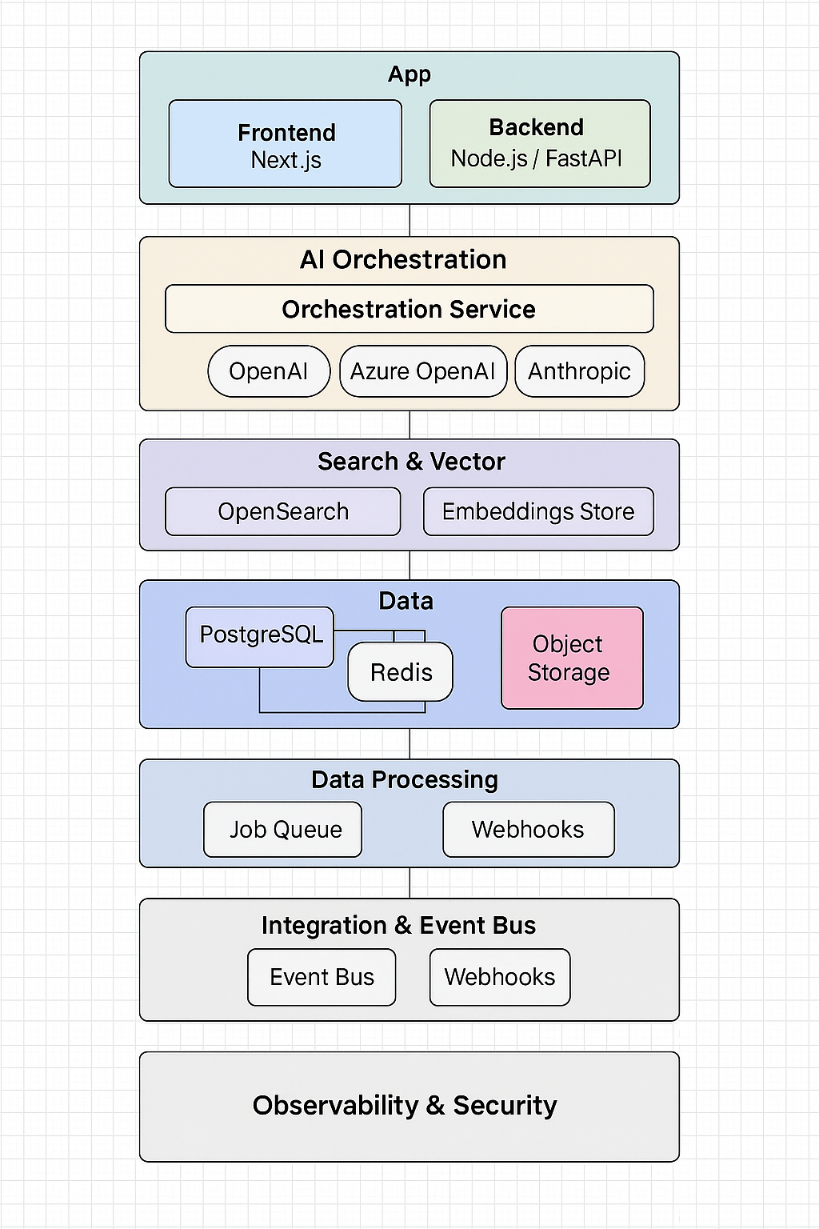 App
Frontend
Next.js
Backend
Node.js / FastAPI
AI Orchestration
Orchestration Service
OpenAI
Azure OpenAI
Anthropic
Search & Vector
OpenSearch
Embeddings Store
Data
PostgreSQL
Redis
Object
Storage
Data Processing
Job Queue
Webhooks
Integration & Event Bus
Event Bus
Webhooks
Observability & Security